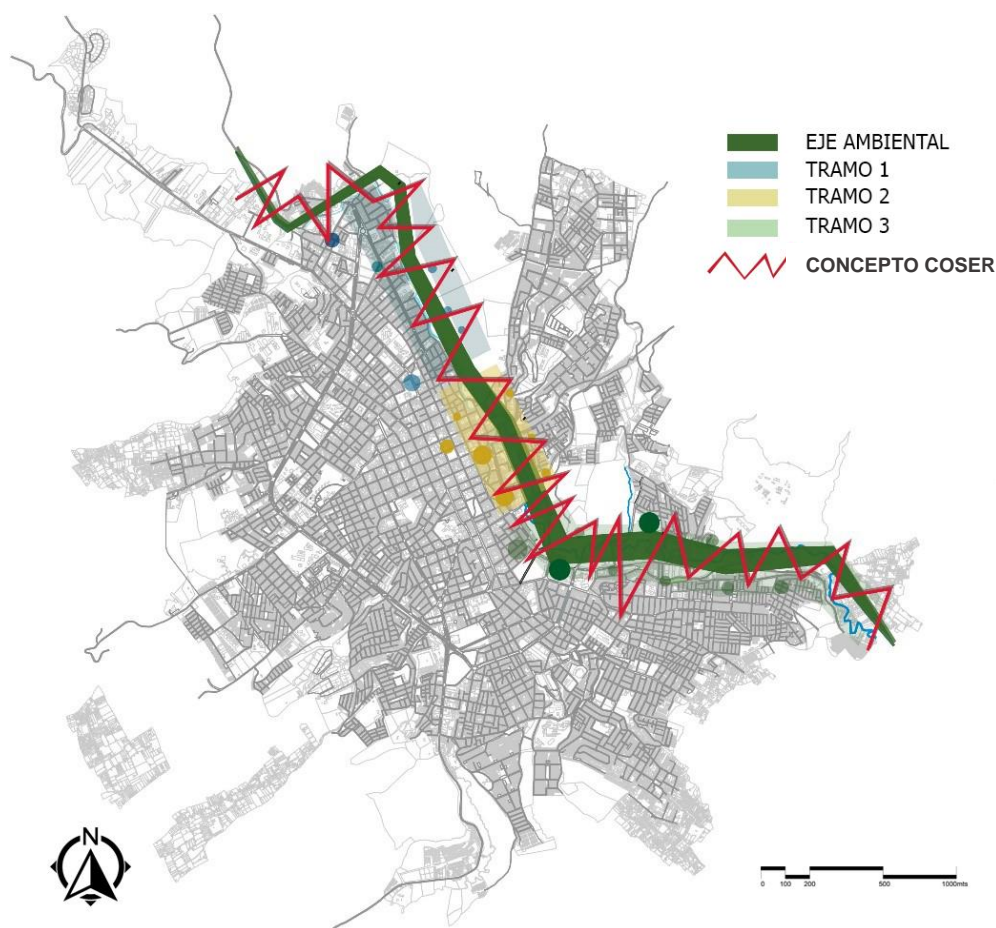 EJE AMBIENTAL
TRAMO 1
TRAMO 2
TRAMO 3
CONCEPTO COSER
N
0 100 200 500 1000mts